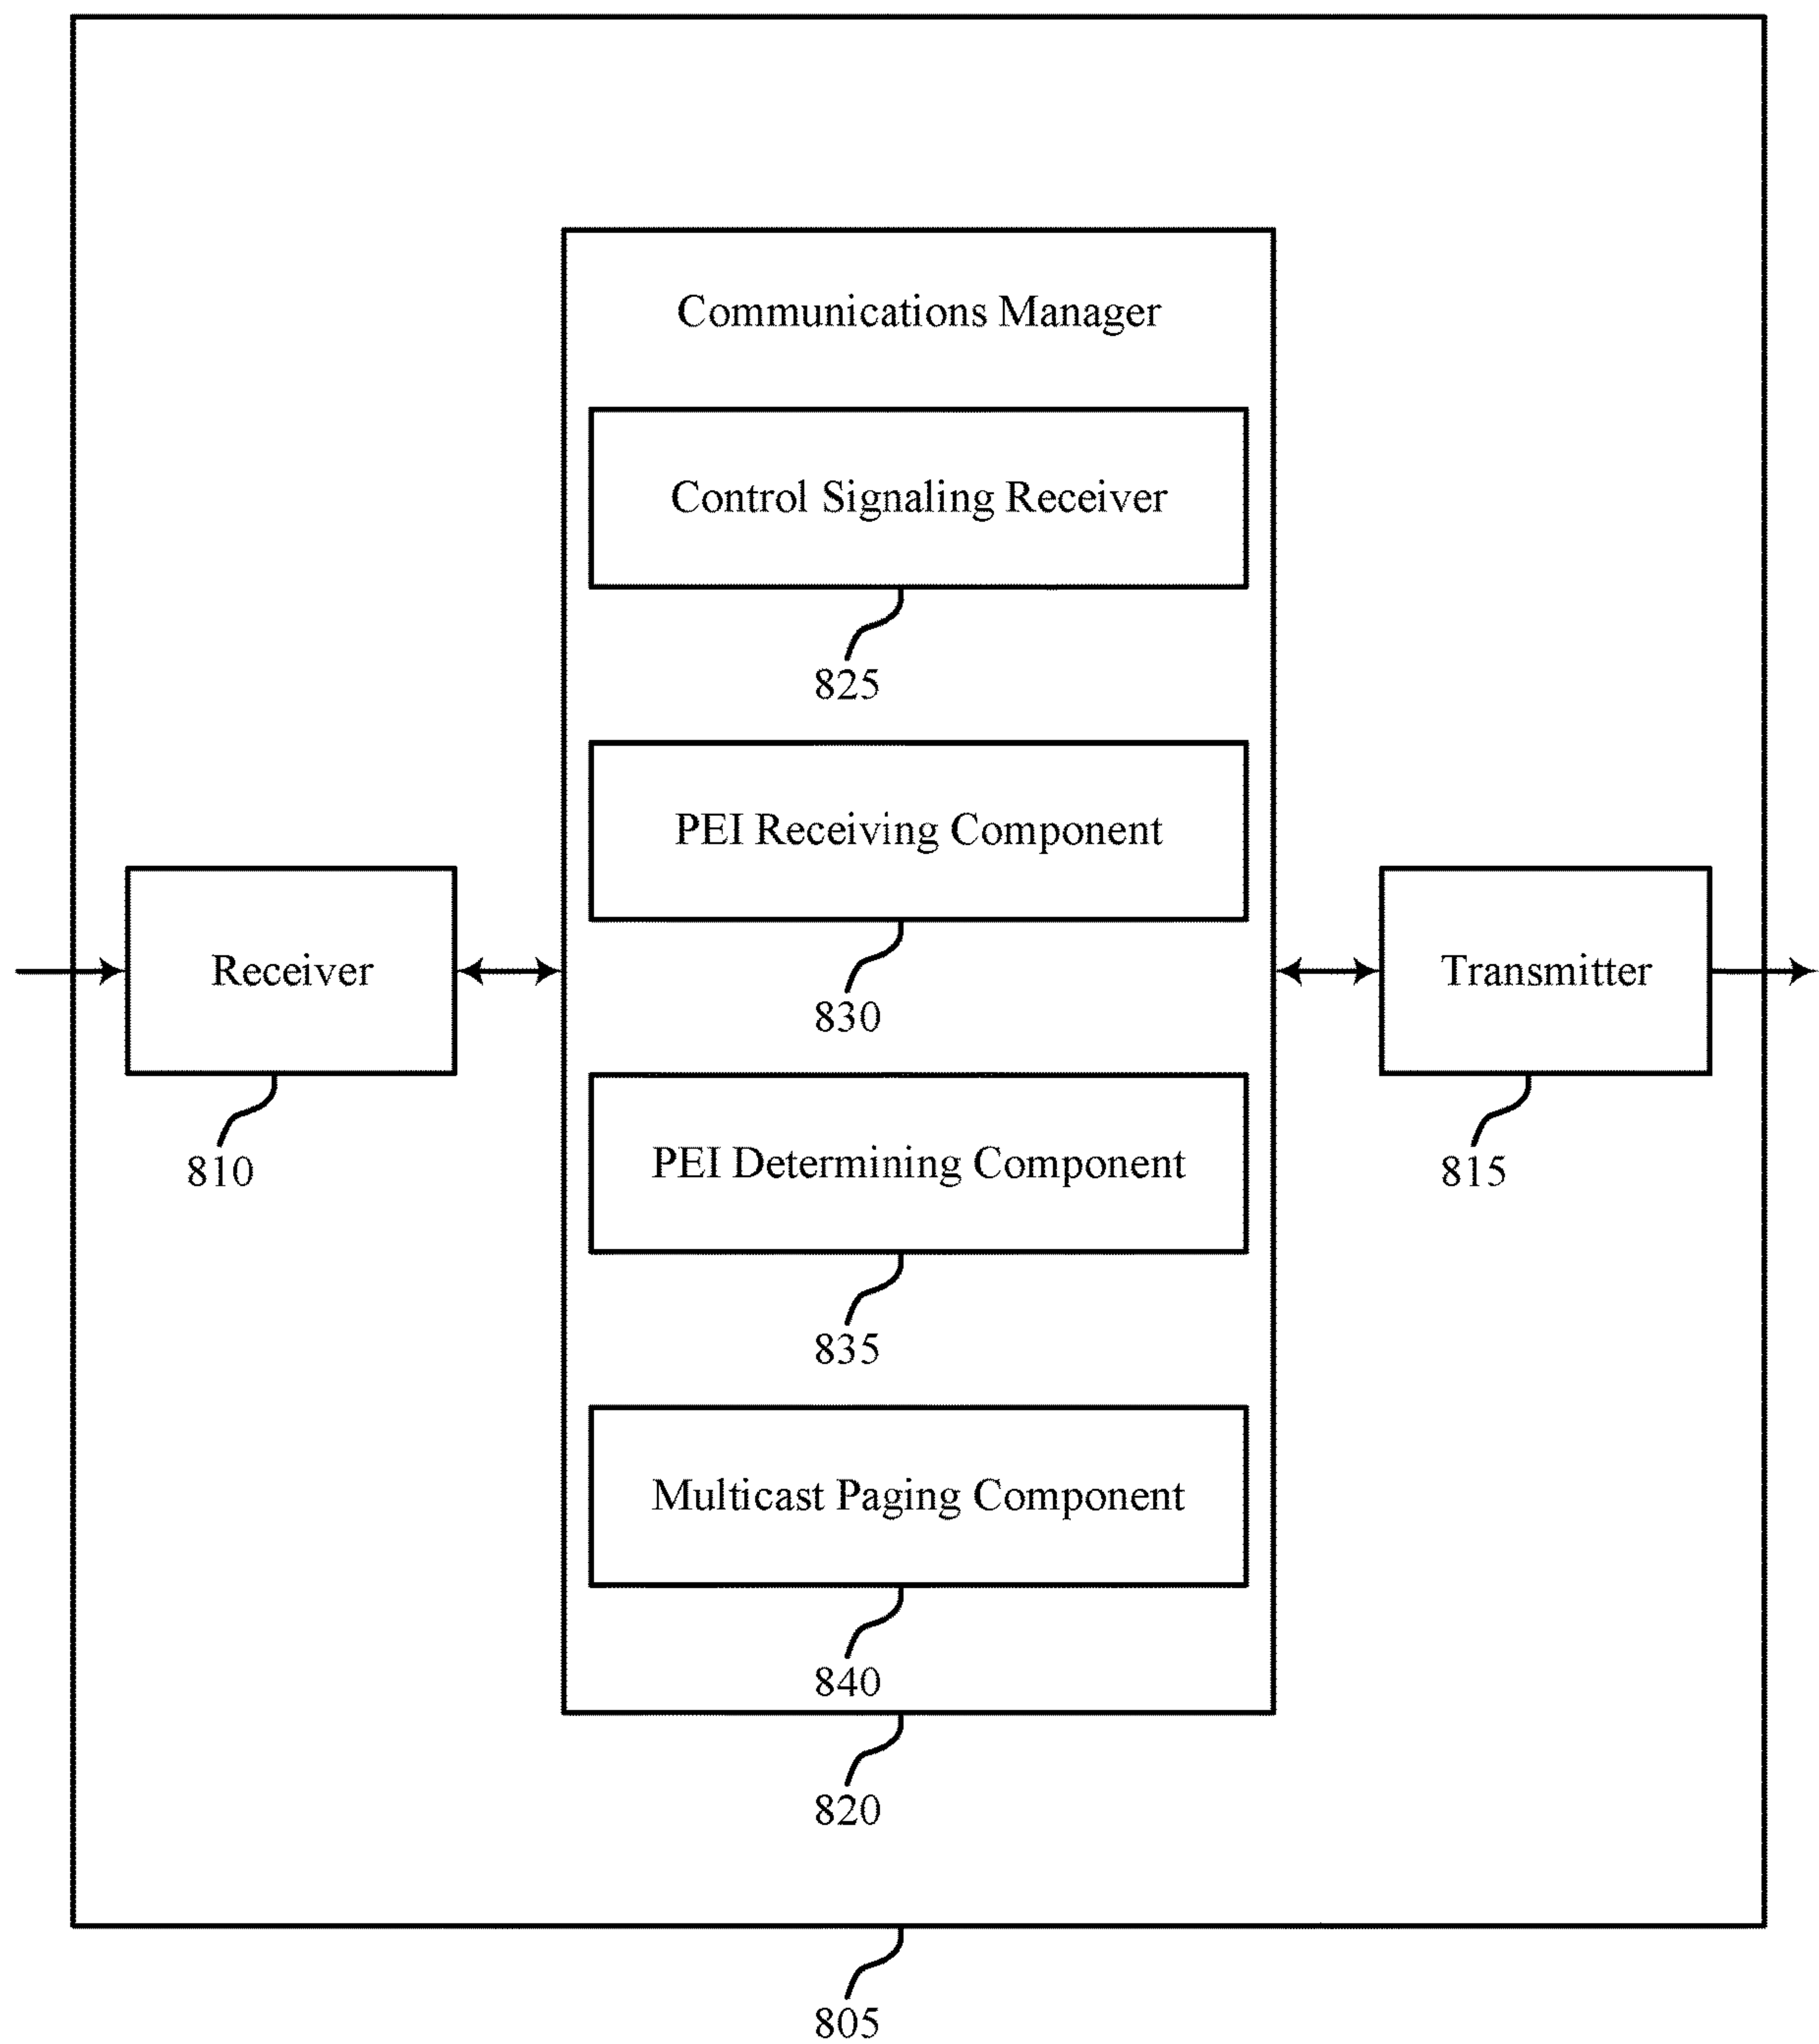 Communications Manager
Control Signaling Receiver
825
PEI Receiving Component
830
Receiver
810
Transmitter
815
PEI Determining Component
835
Multicast Paging Component
840
820
805